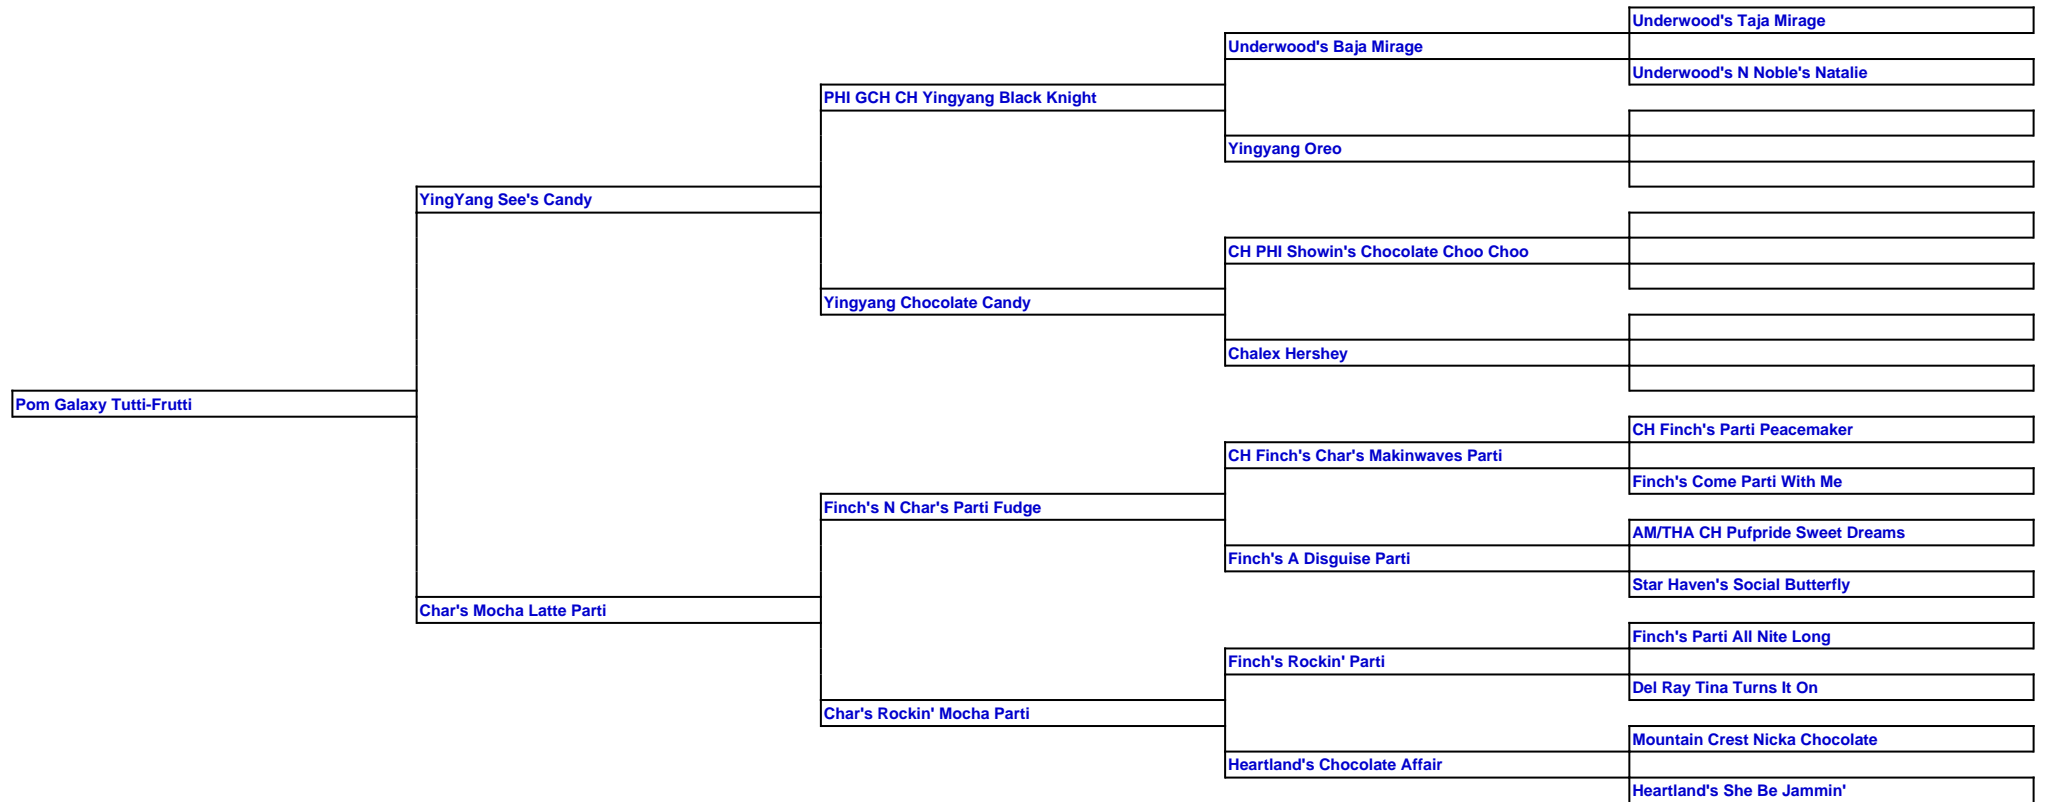 Underwood's Taja Mirage
Underwood's Baja Mirage
Underwood's N Noble's Natalie
PHI GCH CH Yingyang Black Knight
Yingyang Oreo
YingYang See's Candy
CH PHI Showin's Chocolate Choo Choo
Yingyang Chocolate Candy
Chalex Hershey
Pom Galaxy Tutti-Frutti
CH Finch's Parti Peacemaker
CH Finch's Char's Makinwaves Parti
Finch's Come Parti With Me
Finch's N Char's Parti Fudge
AM/THA CH Pufpride Sweet Dreams
Finch's A Disguise Parti
Star Haven's Social Butterfly
Char's Mocha Latte Parti
Finch's Parti All Nite Long
Finch's Rockin' Parti
Del Ray Tina Turns It On
Char's Rockin' Mocha Parti
Mountain Crest Nicka Chocolate
Heartland's Chocolate Affair
Heartland's She Be Jammin'